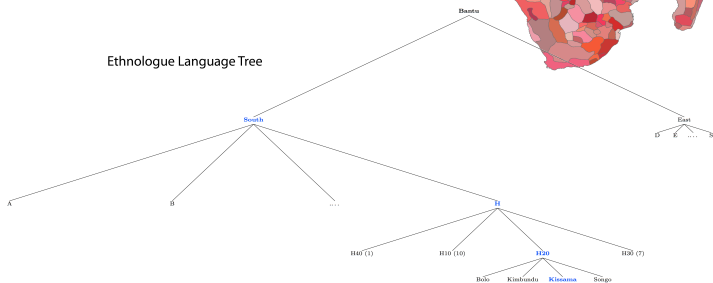 Bantu
Ethnologue Language Tree
South East
D E .... S
A B .... H
H40 (1) H10 (10) H20 H30 (7)
Bolo Kimbundu Kissama Songo